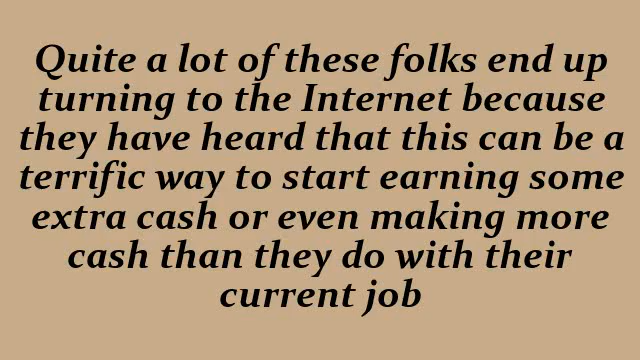 Quite a lot of these folks end up
turning to the Internet because
they have heard that this can be a
terrific way to start earning some
extra cash or even making more
cash than they do with their
current job